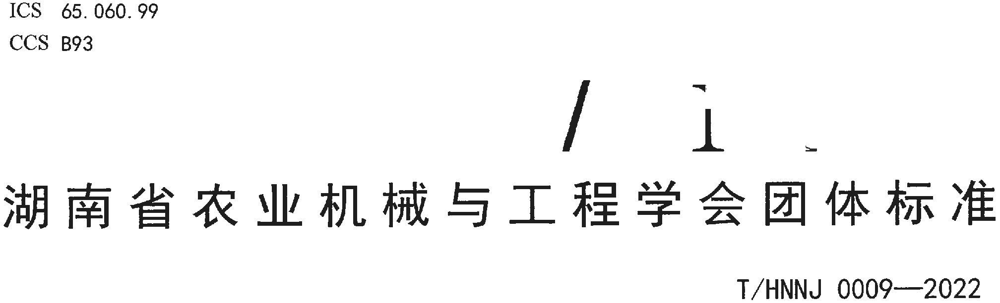 ICS 65.060.99
CCS B93
湖南省农业机械与工程学会团体标准
T/HNNJ 0009—2022